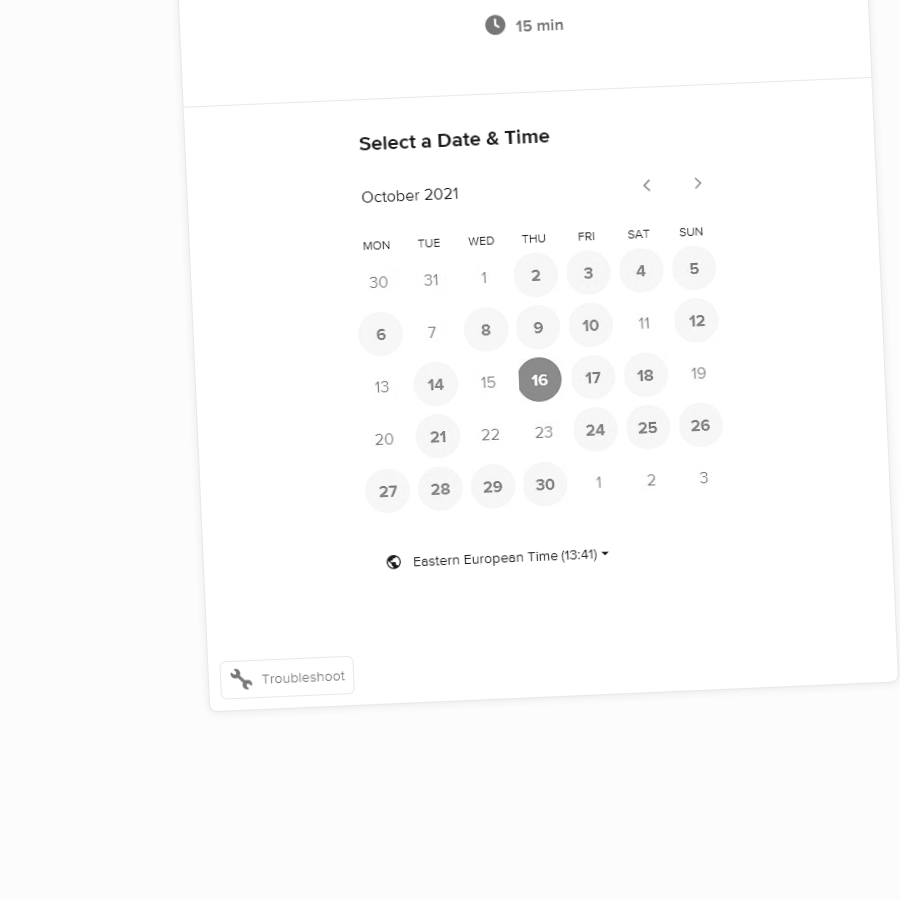 15 min
Select a Date & Time
October 2021
MON TUE WED THU FRI SAT SUN
30 31 1 2 3 4 5
6 7 8 9 10 11 12
13 14 15 16 17 18 19
20 21 22 23 24 25 26
27 28 29 30 1 2 3
Eastern European Time (13:41)
Troubleshoot